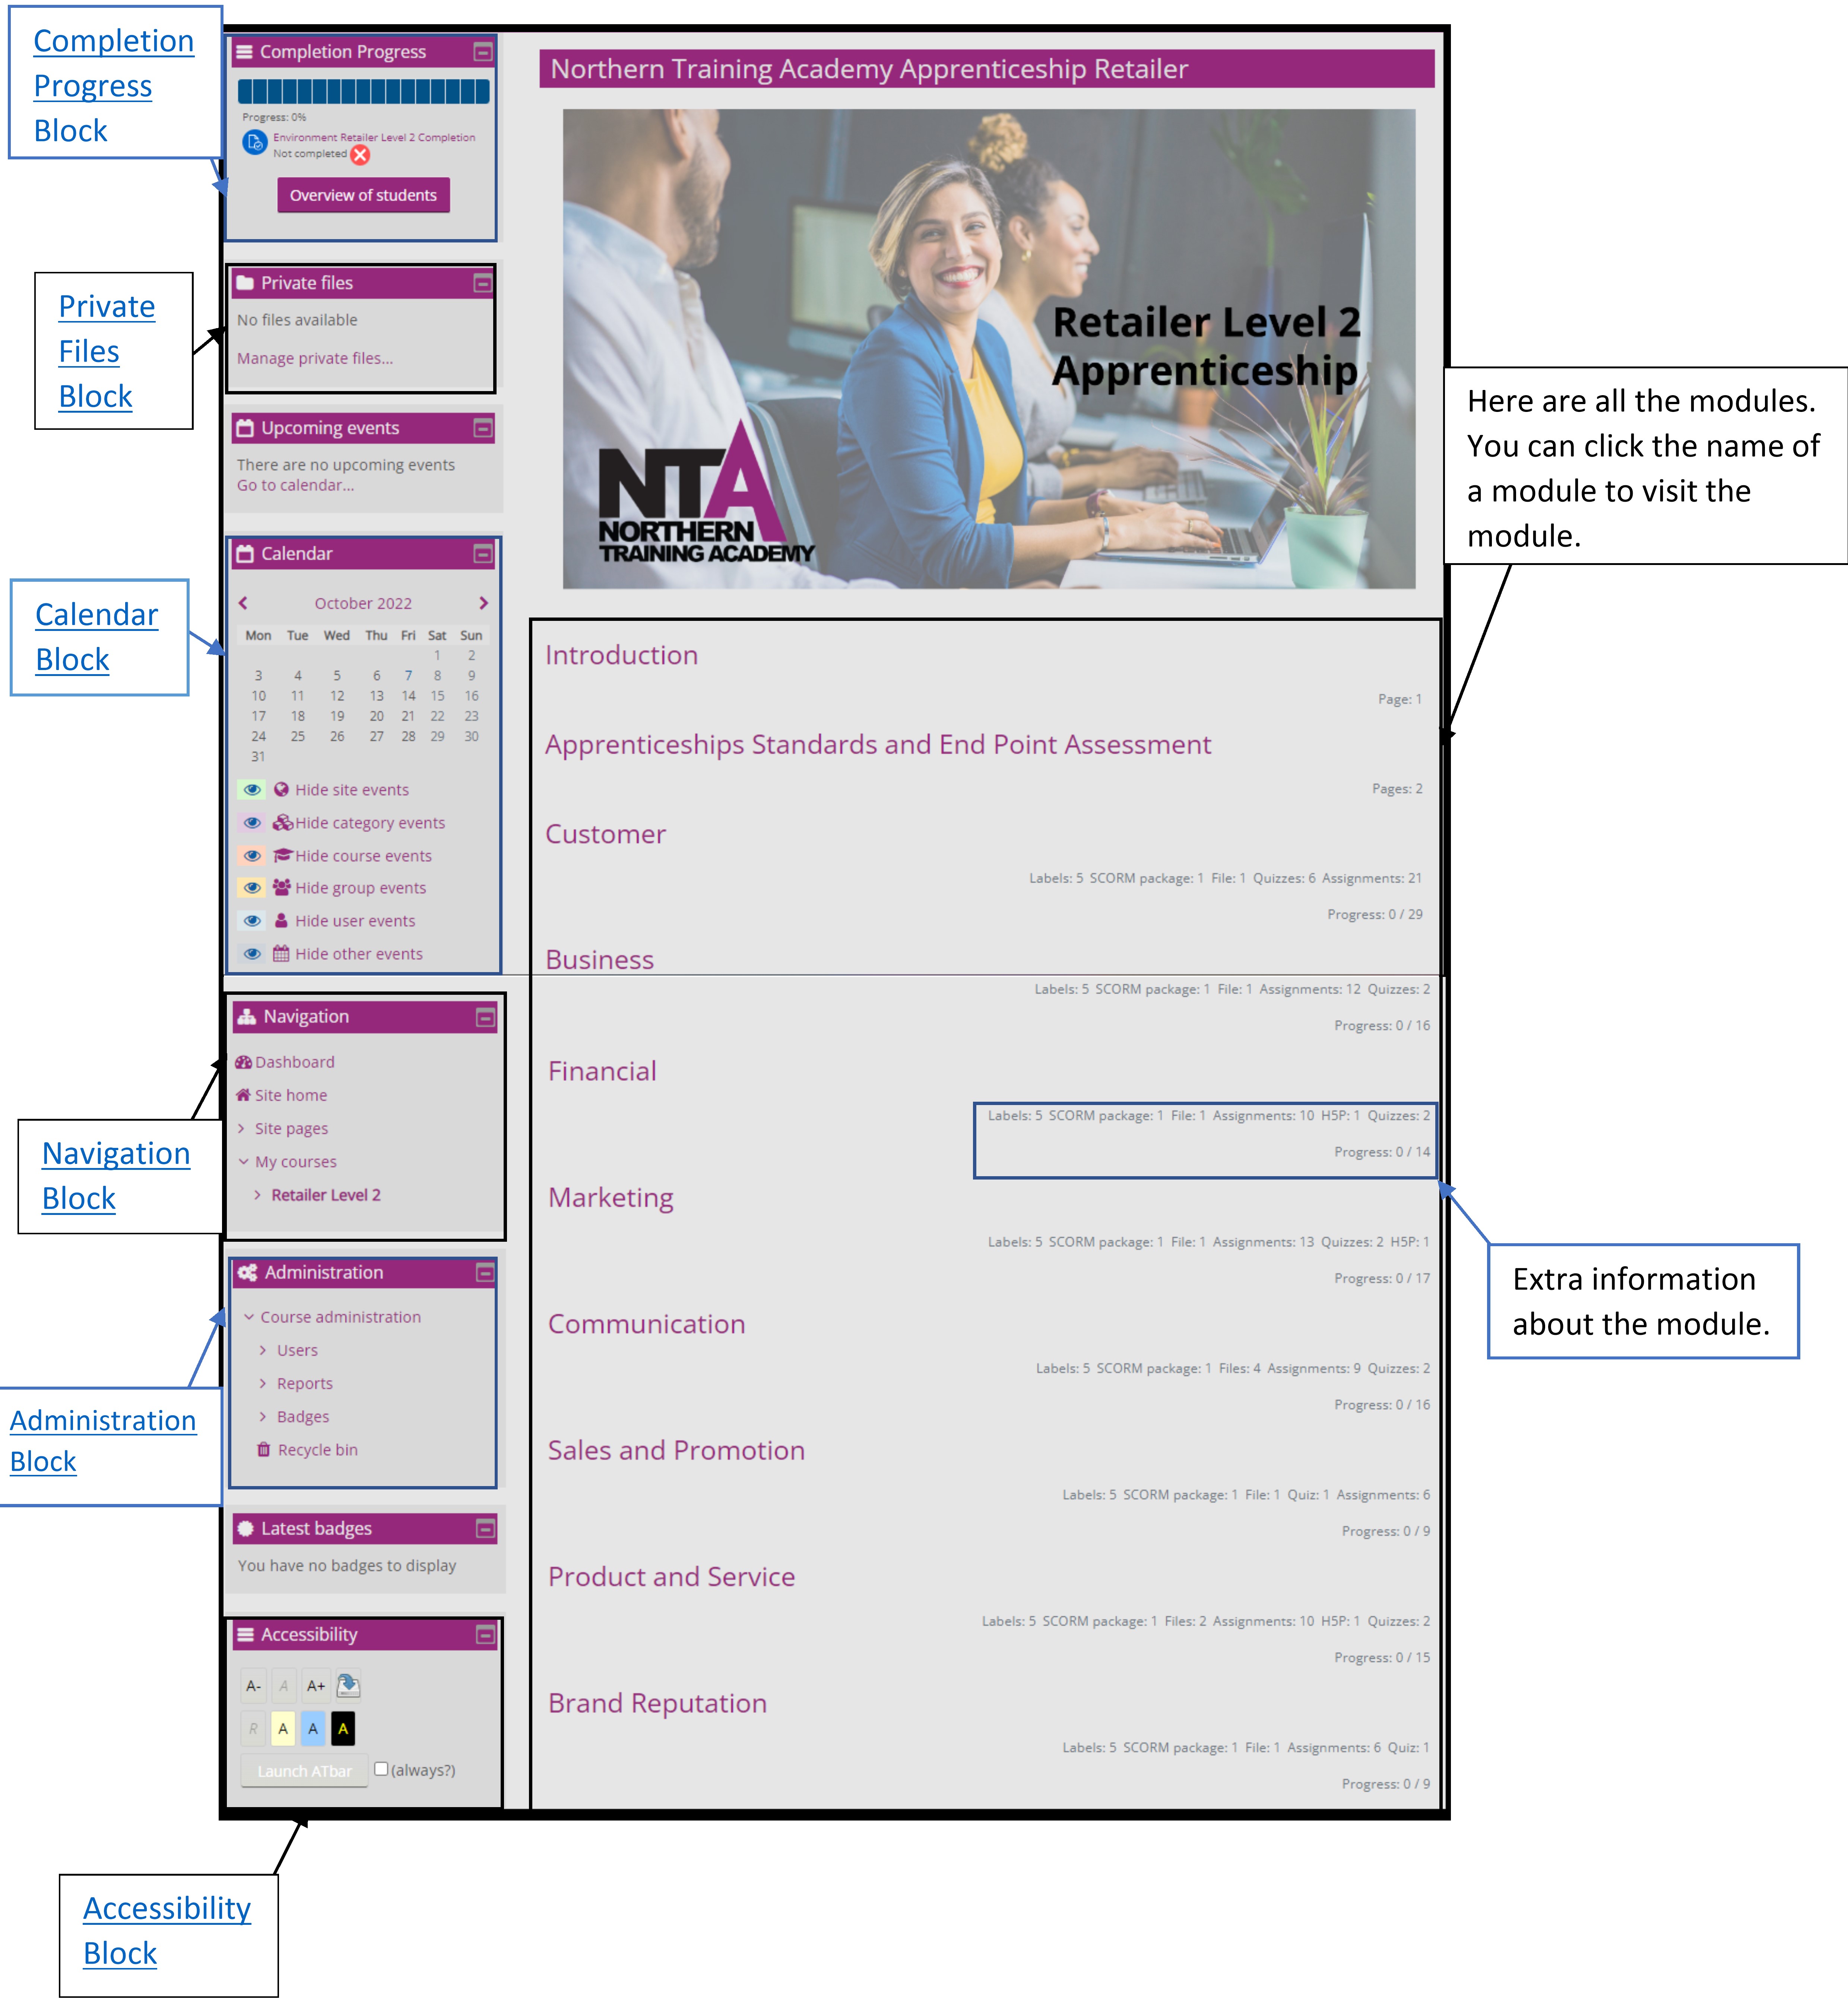 Completion
Progress
Block
Completion Progress
Progress: 0%
Environment Retailer Level 2 Completion
Not completed
Overview of students
Private
Files
Block
Private files
No files available
Manage private files...
Upcoming events
There are no upcoming events
Go to calendar...
Calendar
Block
Calendar
October 2022
Mon Tue Wed Thu Fri Sat Sun
1 2
3 4 5 6 7 8 9
10 11 12 13 14 15 16
17 18 19 20 21 22 23
24 25 26 27 28 29 30
31
Hide site events
Hide category events
Hide course events
Hide group events
Hide user events
Hide other events
Navigation
Block
Navigation
Dashboard
Site home
Site pages
My courses
Retailer Level 2
Administration
Block
Administration
Course administration
Users
Reports
Badges
Recycle bin
Latest badges
You have no badges to display
Accessibility
A- A A+
R A A A
Launch ATbar (always?)
Accessibility
Block
Northern Training Academy Apprenticeship Retailer
Retailer Level 2
Apprenticeship
NTA
NORTHERN
TRAINING ACADEMY
Here are all the modules.
You can click the name of
a module to visit the
module.
Introduction
Page: 1
Apprenticeships Standards and End Point Assessment
Pages: 2
Customer
Labels: 5 SCORM package: 1 File: 1 Quizzes: 6 Assignments: 21
Progress: 0 / 29
Business
Labels: 5 SCORM package: 1 File: 1 Assignments: 12 Quizzes: 2
Progress: 0 / 16
Financial
Labels: 5 SCORM package: 1 File: 1 Assignments: 10 H5P: 1 Quizzes: 2
Progress: 0 / 14
Marketing
Labels: 5 SCORM package: 1 File: 1 Assignments: 13 Quizzes: 2 H5P: 1
Progress: 0 / 17
Extra information
about the module.
Communication
Labels: 5 SCORM package: 1 Files: 4 Assignments: 9 Quizzes: 2
Progress: 0 / 16
Sales and Promotion
Labels: 5 SCORM package: 1 File: 1 Quiz: 1 Assignments: 6
Progress: 0 / 9
Product and Service
Labels: 5 SCORM package: 1 Files: 2 Assignments: 10 H5P: 1 Quizzes: 2
Progress: 0 / 15
Brand Reputation
Labels: 5 SCORM package: 1 File: 1 Assignments: 6 Quiz: 1
Progress: 0 / 9